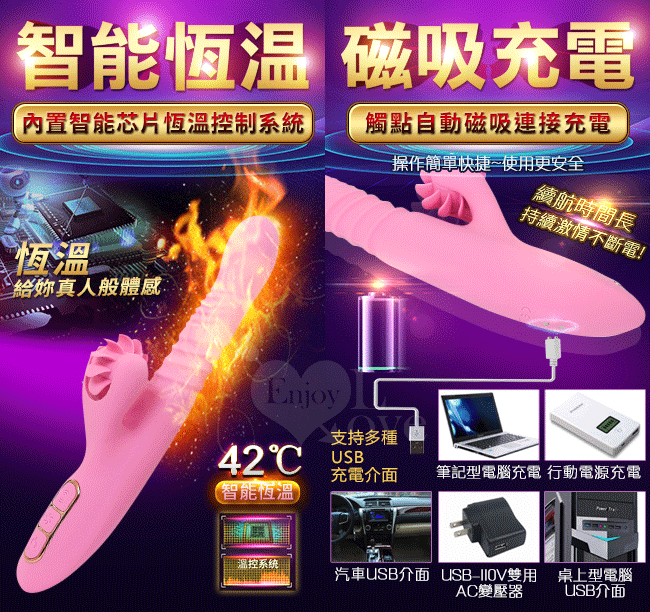 智能恆温
內置智能芯片恆溫控制系統
恆溫
給妳真人般體感
42℃
智能恆溫
溫控系統
磁吸充電
觸點自動磁吸連接充電
操作簡單快捷~使用更安全
續航時間長
持續激情不斷電!
Enjoy
Love
支持多種
USB
充電介面
筆記型電腦充電
行動電源充電
汽車USB介面
USB-110V雙用
AC變壓器
桌上型電腦
USB介面